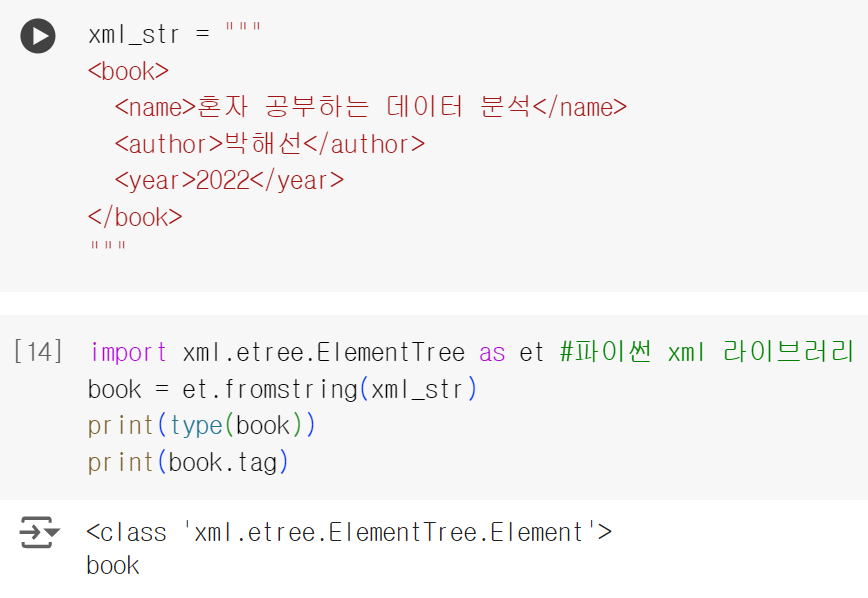 xml_str = """
<book>
  <name>혼자 공부하는 데이터 분석</name>
  <author>박해선</author>
  <year>2022</year>
</book>
"""
[14] import xml.etree.ElementTree as et #파이썬 xml 라이브러리
book = et.fromstring(xml_str)
print(type(book))
print(book.tag)
<class 'xml.etree.ElementTree.Element'>
book